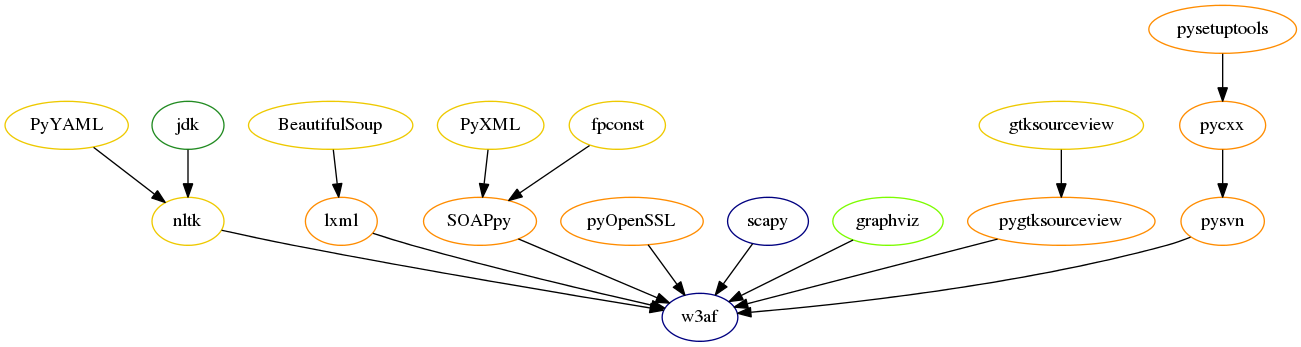 pysetuptools
PyYAML
jdk
BeautifulSoup
PyXML
fpconst
gtksourceview
pycxx
nltk
lxml
SOAPpy
pyOpenSSL
scapy
graphviz
pygtksourceview
pysvn
w3af